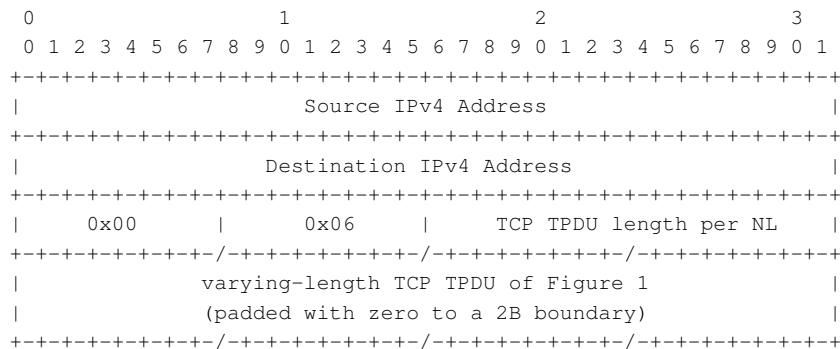 0                   1                   2                   3
 0 1 2 3 4 5 6 7 8 9 0 1 2 3 4 5 6 7 8 9 0 1 2 3 4 5 6 7 8 9 0 1
+-+-+-+-+-+-+-+-+-+-+-+-+-+-+-+-+-+-+-+-+-+-+-+-+-+-+-+-+-+-+-+-+
|                      Source IPv4 Address                      |
+-+-+-+-+-+-+-+-+-+-+-+-+-+-+-+-+-+-+-+-+-+-+-+-+-+-+-+-+-+-+-+-+
|                   Destination IPv4 Address                    |
+-+-+-+-+-+-+-+-+-+-+-+-+-+-+-+-+-+-+-+-+-+-+-+-+-+-+-+-+-+-+-+-+
|     0x00      |      0x06     |     TCP TPDU length per NL    |
+-+-+-+-+-+-+-+-/-+-+-+-+-+-+-+-/-+-+-+-+-+-+-+-/-+-+-+-+-+-+-+-+
|              varying-length TCP TPDU of Figure 1              |
|              (padded with zero to a 2B boundary)              |
+-+-+-+-+-+-+-+-/-+-+-+-+-+-+-+-/-+-+-+-+-+-+-+-/-+-+-+-+-+-+-+-+